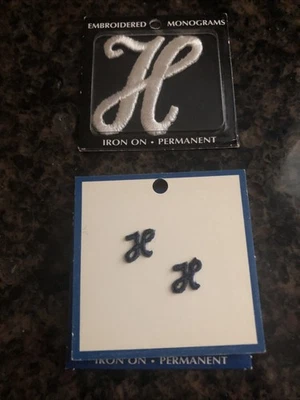 EMBROIDERED MONOGRAMS
H
IRON ON • PERMANENT
H
H
IRON ON • PERMANENT